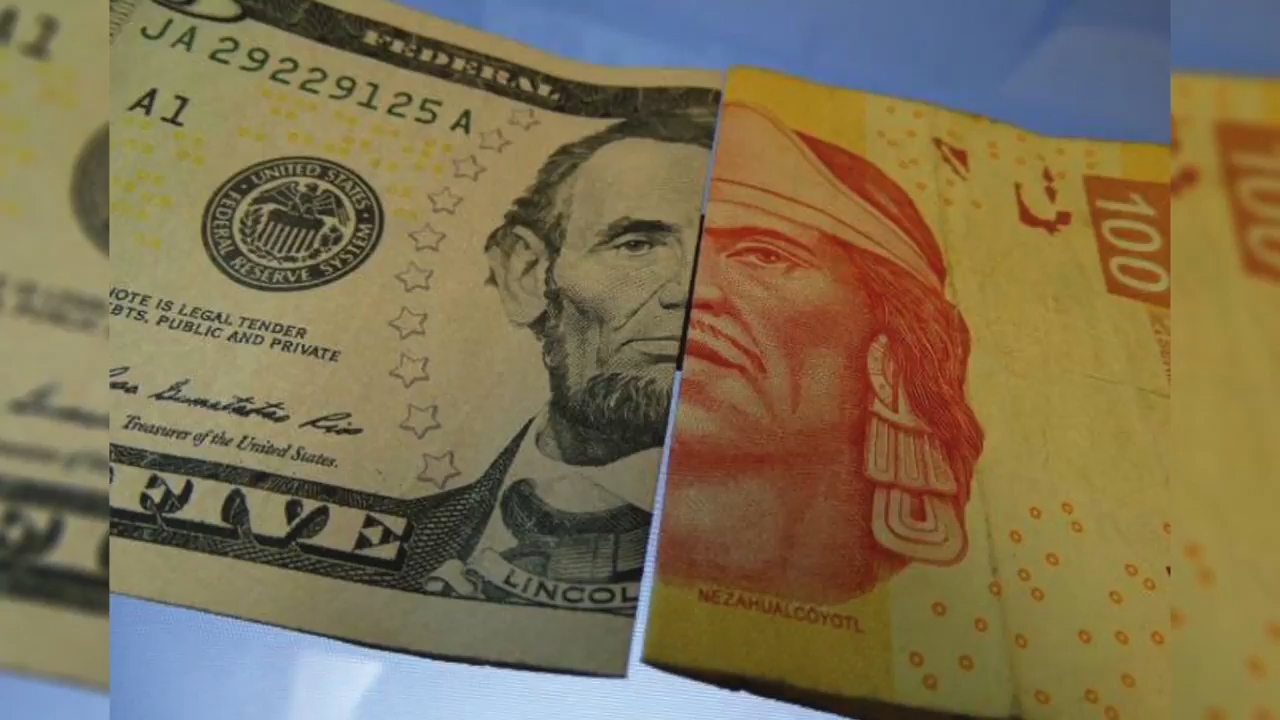 FEDERAL
JA 29229125 A
A1
UNITED STATES
FEDERAL RESERVE SYSTEM
NOTE IS LEGAL TENDER
BTS, PUBLIC AND PRIVATE
Treasurer of the United States.
FIVE
LINCOL
100
NEZAHUALCOYOTL